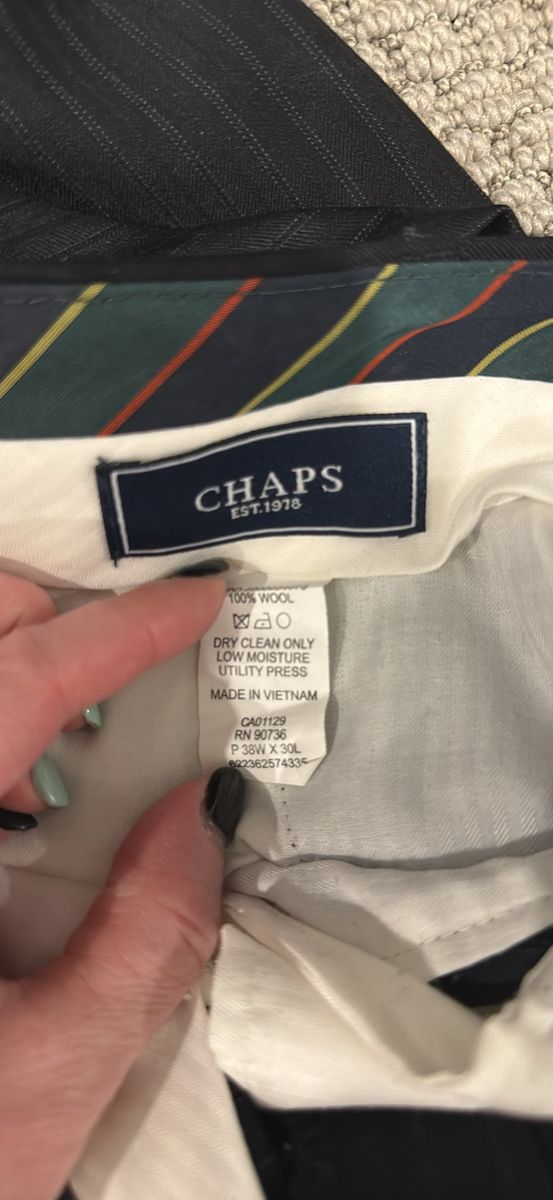 CHAPS
EST.1978
100% WOOL
DRY CLEAN ONLY
LOW MOISTURE
UTILITY PRESS
MADE IN VIETNAM
CA01129
RN 90736
P 38W X 30L
622362574335